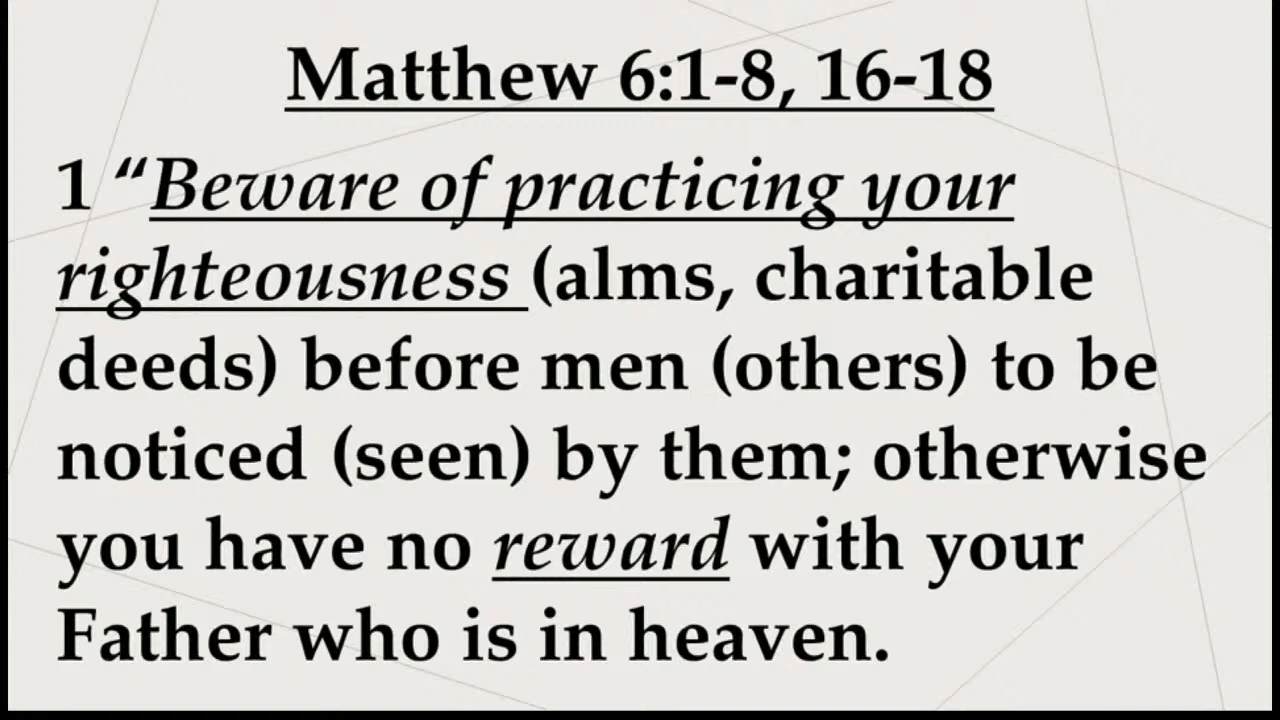 Matthew 6:1-8, 16-18
1 “Beware of practicing your
righteousness (alms, charitable
deeds) before men (others) to be
noticed (seen) by them; otherwise
you have no reward with your
Father who is in heaven.